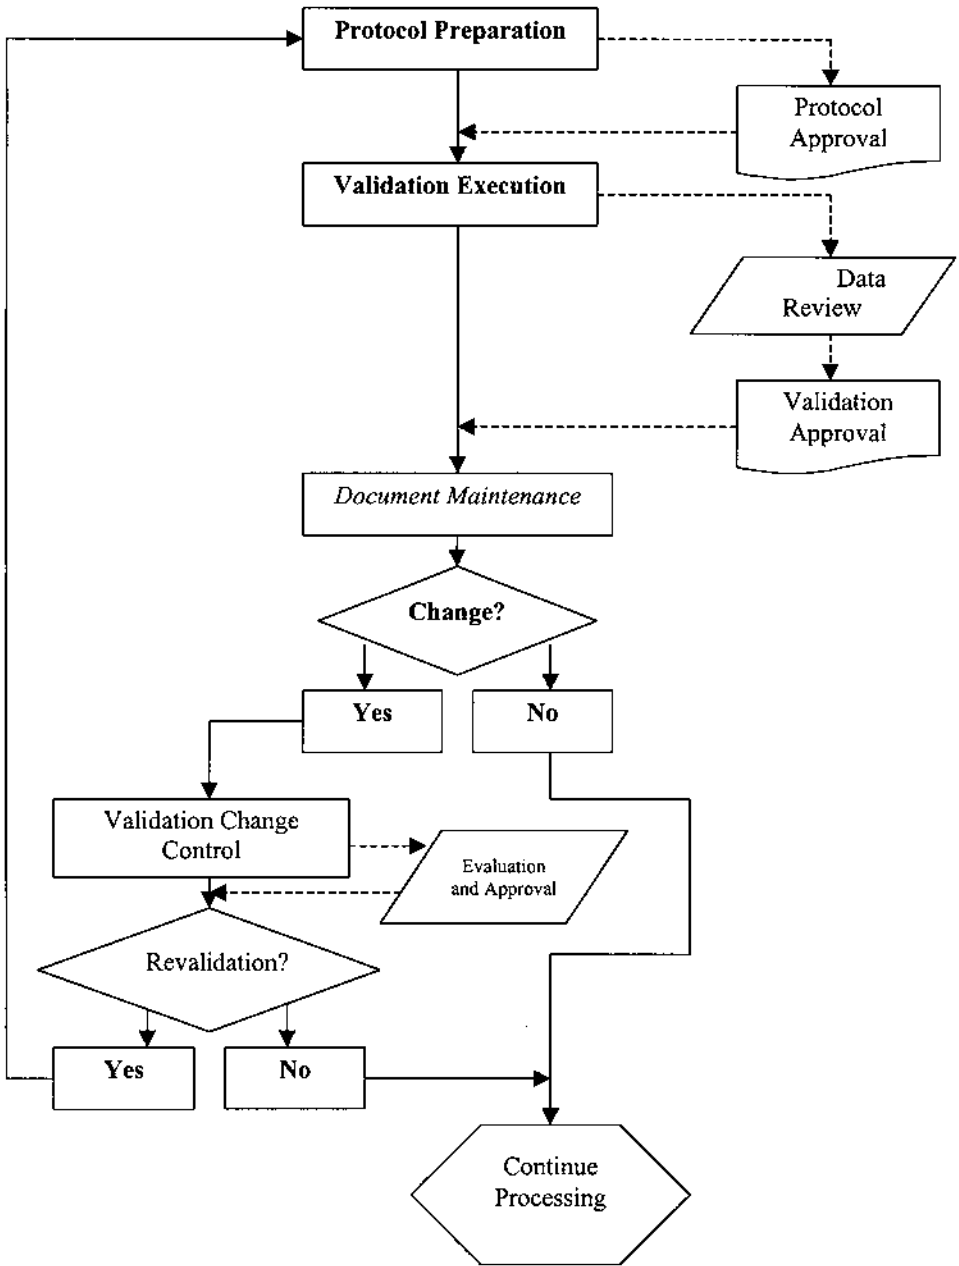 Protocol Preparation
Protocol
Approval
Validation Execution
Data
Review
Validation
Approval
Document Maintenance
Change?
Yes
No
Validation Change
Control
Evaluation
and Approval
Revalidation?
Yes
No
Continue
Processing